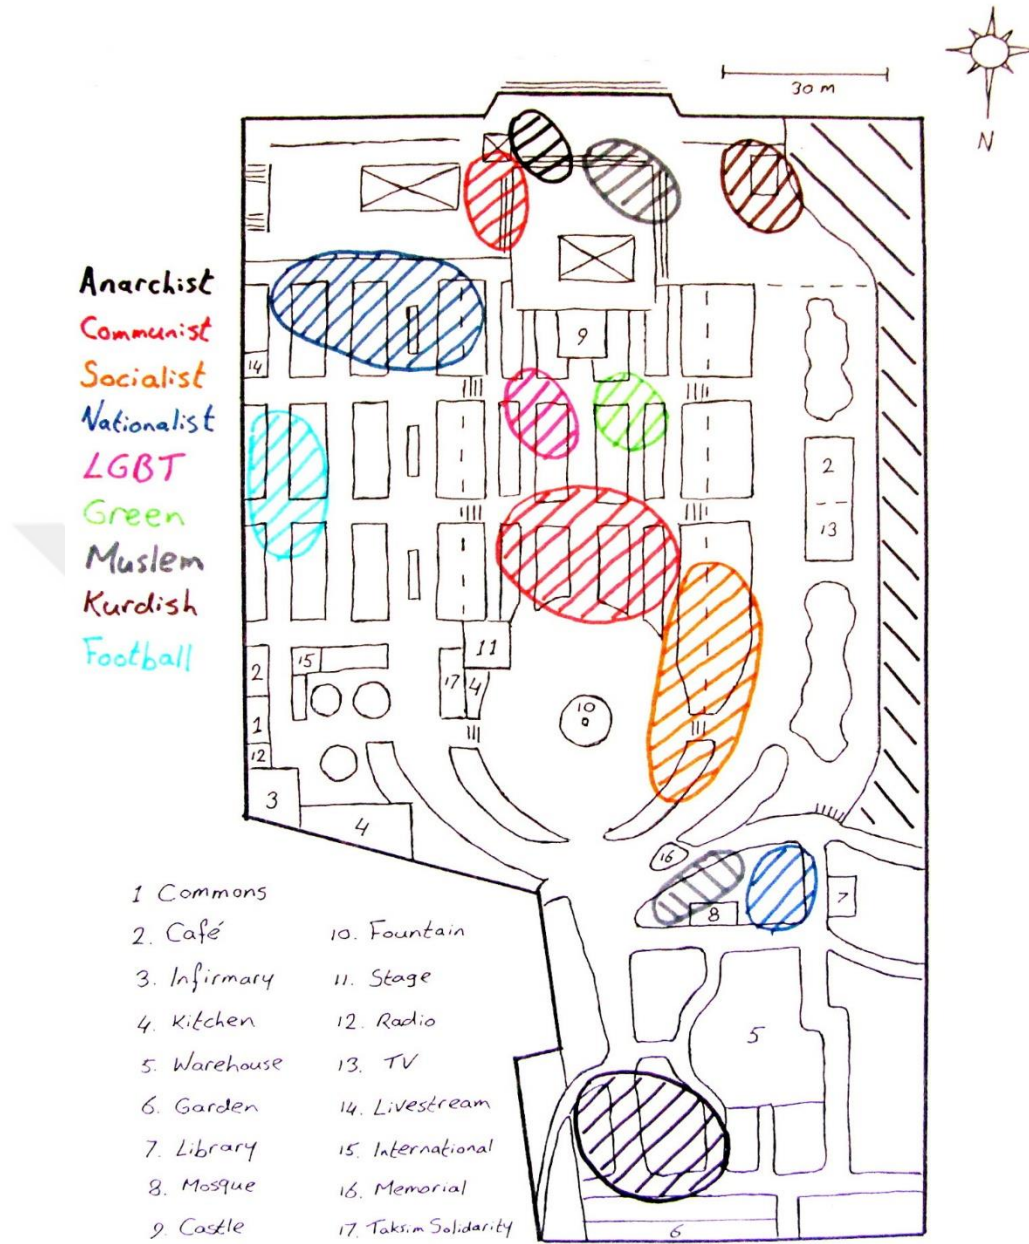 30 m
N
Anarchist
Communist
Socialist
Nationalist
LGBT
Green
Muslem
Kurdish
Football
9
14
2
13
11
15
17
4
2
10
1
12
3
4
16
8
7
5
6
1 Commons
2. Café
3. Infirmary
4. Kitchen
5. Warehouse
6. Garden
7. Library
8. Mosque
9. Castle
10. Fountain
11. Stage
12. Radio
13. TV
14. Livestream
15. International
16. Memorial
17. Taksim Solidarity